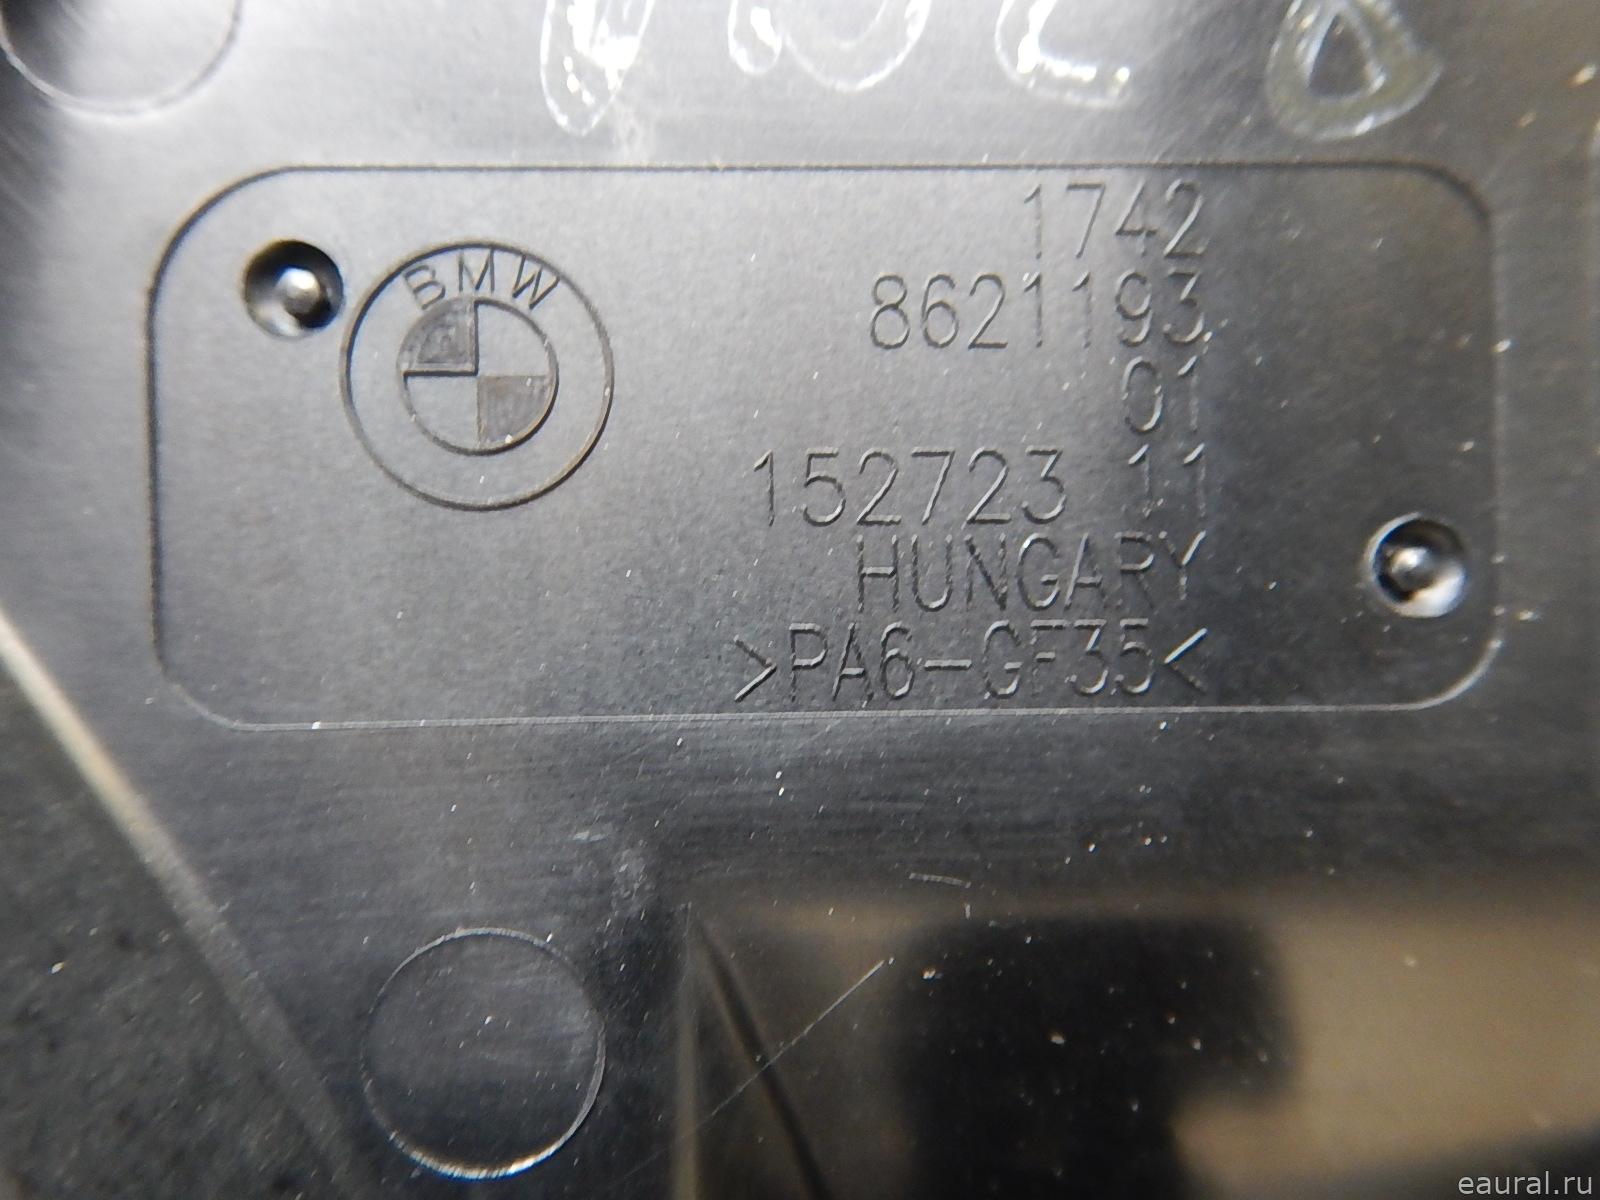 1742
BMW
8621193
01
152723 11
HUNGARY
>PA6-GF35<
eaural.ru